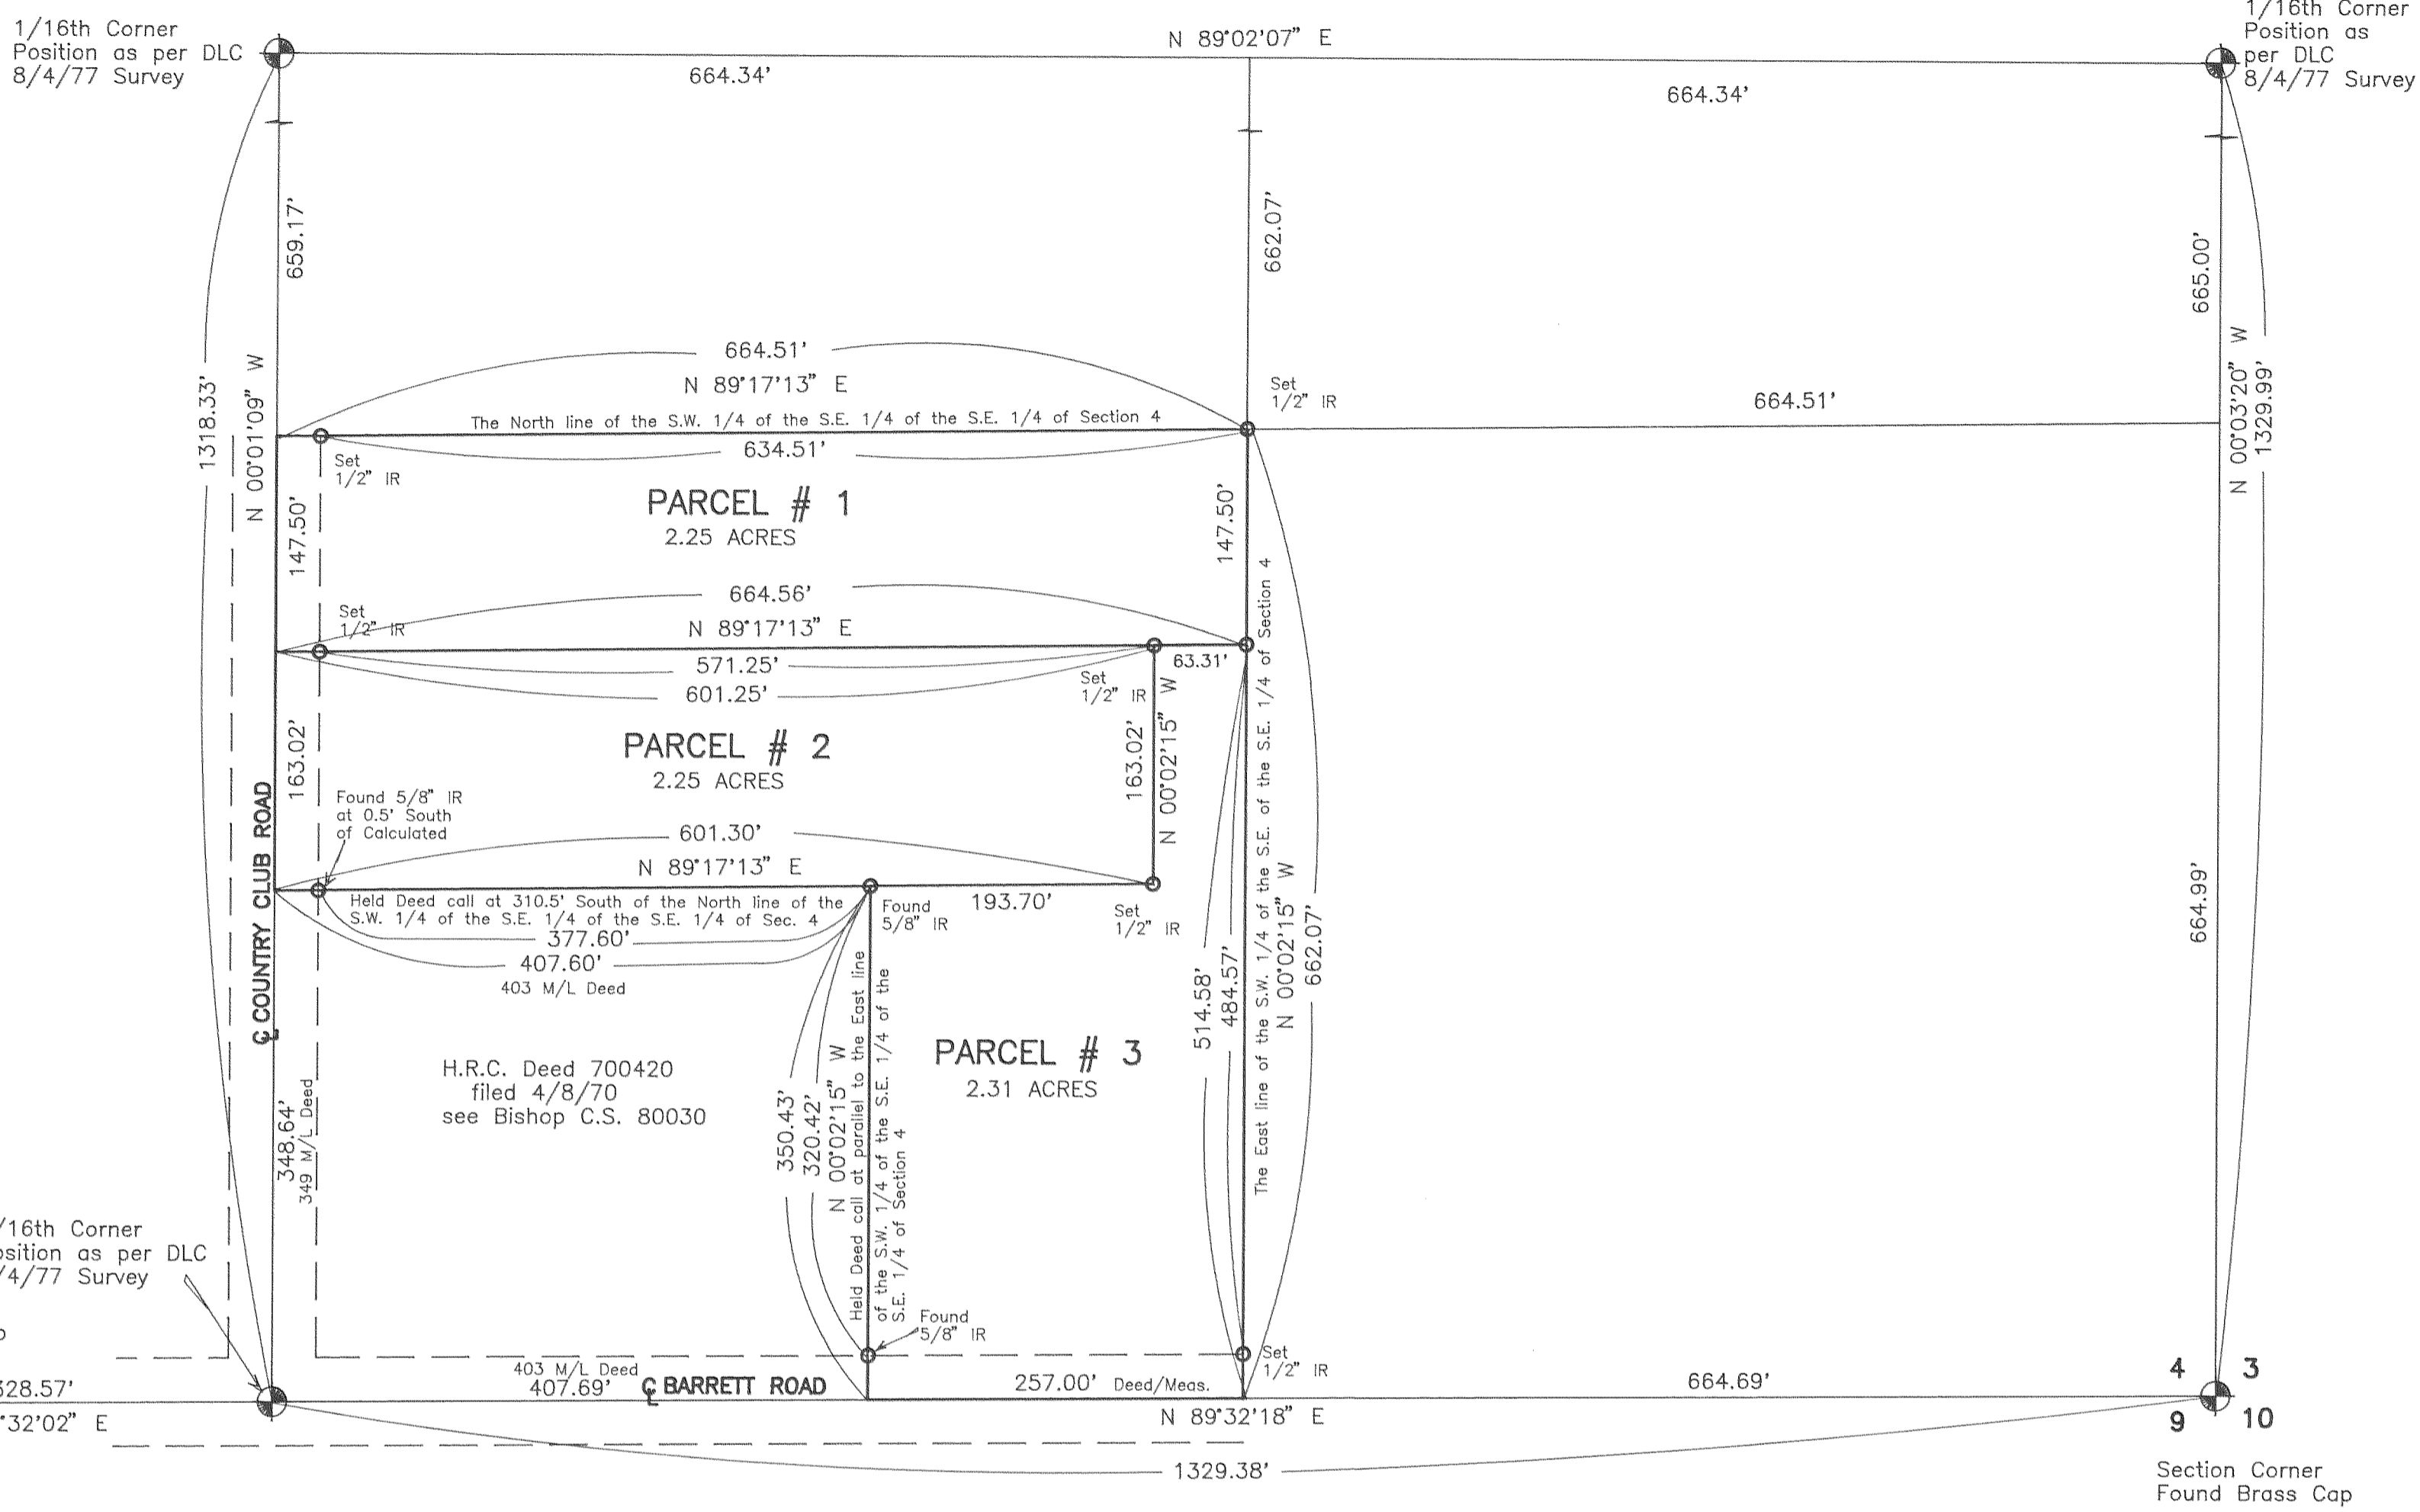 1/16th Corner
Position as per DLC
8/4/77 Survey
N 89°02'07" E
664.34'
664.34'
1/16th Corner
Position as
per DLC
8/4/77 Survey
659.17'
662.07'
665.00'
1318.33'
N 00°01'09" W
N 00°03'20" W
1329.99'
664.51'
N 89°17'13" E
The North line of the S.W. 1/4 of the S.E. 1/4 of the S.E. 1/4 of Section 4
634.51'
Set
1/2" IR
Set
1/2" IR
664.51'
147.50'
PARCEL # 1
2.25 ACRES
147.50'
664.56'
N 89°17'13" E
Set
1/2" IR
571.25'
601.25'
63.31'
Set
1/2" IR
163.02'
PARCEL # 2
2.25 ACRES
163.02'
N 00°02'15" W
The East line of the S.W. 1/4 of the S.E. of the S.E. 1/4 of Section 4
N 00°02'15" W
662.07'
Found 5/8" IR
at 0.5' South
of Calculated
601.30'
N 89°17'13" E
Held Deed call at 310.5' South of the North line of the
S.W. 1/4 of the S.E. 1/4 of the S.E. 1/4 of Sec. 4
377.60'
407.60'
403 M/L Deed
Found
5/8" IR
193.70'
Set
1/2" IR
514.58'
484.57'
664.99'
℄ COUNTRY CLUB ROAD
H.R.C. Deed 700420
filed 4/8/70
see Bishop C.S. 80030
350.43'
320.42'
N 00°02'15" W
Held Deed call at parallel to the East line
of the S.W. 1/4 of the S.E. 1/4 of the
S.E. 1/4 of Section 4
PARCEL # 3
2.31 ACRES
348.64'
349 M/L Deed
/16th Corner
osition as per DLC
/4/77 Survey
Found
5/8" IR
Set
1/2" IR
403 M/L Deed
407.69'
℄ BARRETT ROAD
257.00' Deed/Meas.
N 89°32'18" E
664.69'
328.57'
°32'02" E
1329.38'
4 3
9 10
Section Corner
Found Brass Cap